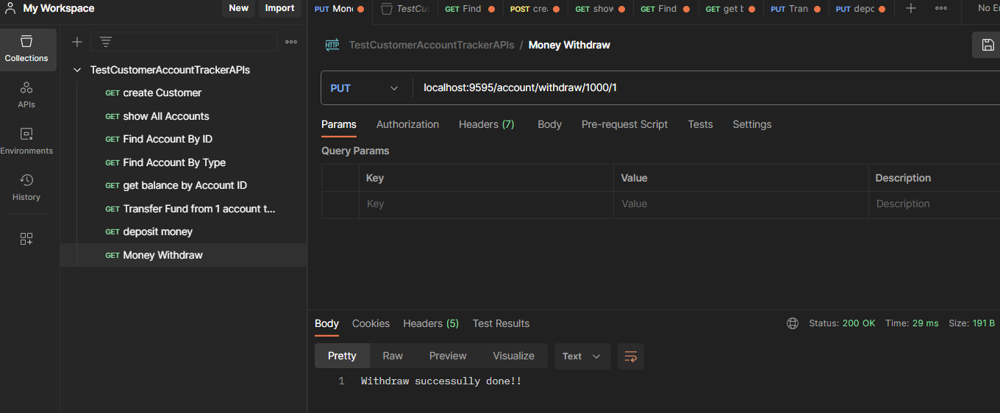 My Workspace
New
Import
PUT Mone
TestCus
GET Find
POST crea
GET show
GET Find
GET get b
PUT Tran
PUT depo
No En
Collections
APIs
Environments
History
TestCustomerAccountTrackerAPIs
GET create Customer
GET show All Accounts
GET Find Account By ID
GET Find Account By Type
GET get balance by Account ID
GET Transfer Fund from 1 account t...
GET deposit money
GET Money Withdraw
HTTP TestCustomerAccountTrackerAPIs / Money Withdraw
PUT localhost:9595/account/withdraw/1000/1
Params Authorization Headers (7) Body Pre-request Script Tests Settings
Query Params
Key Value Description
Key Value Description
Body Cookies Headers (5) Test Results Status: 200 OK Time: 29 ms Size: 191 B
Pretty Raw Preview Visualize Text
1 Withdraw successully done!!